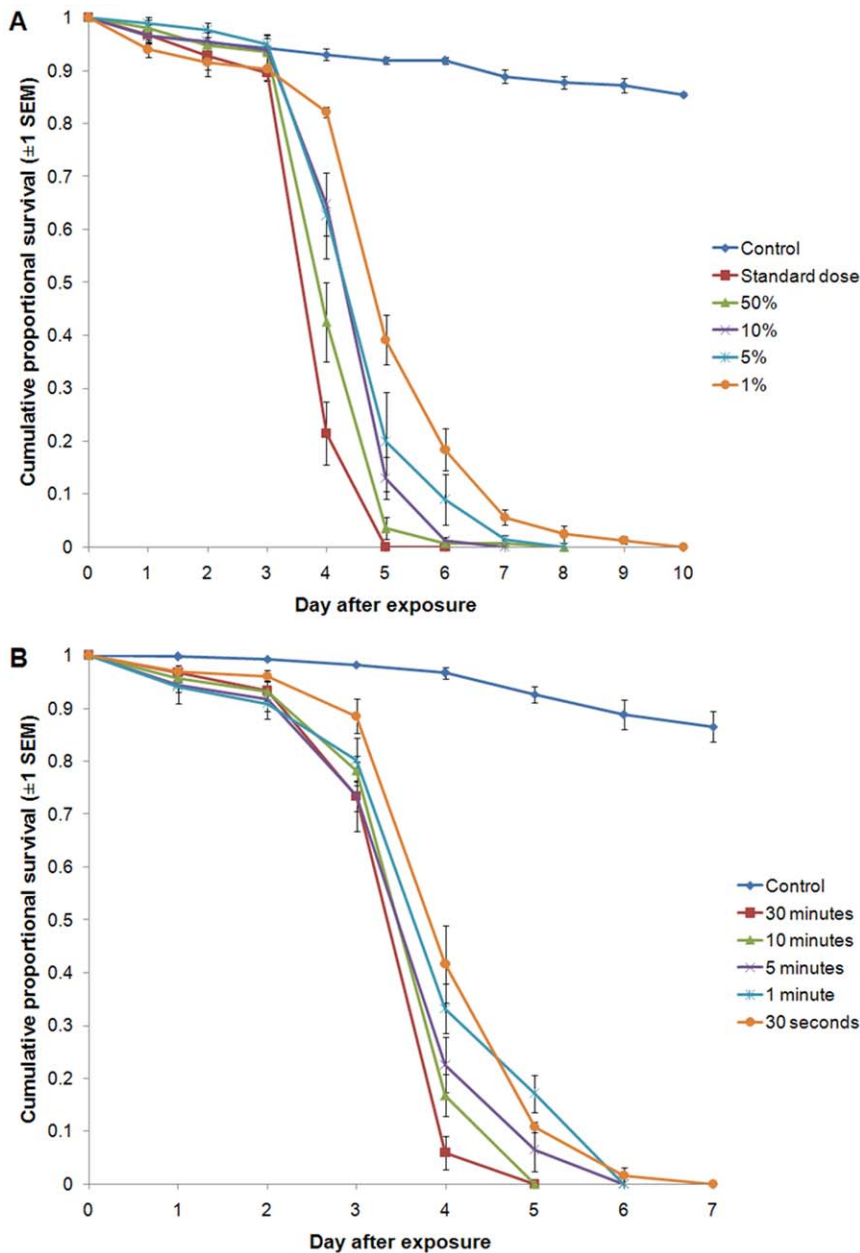 A
Cumulative proportional survival (±1 SEM)
1
0.9
0.8
0.7
0.6
0.5
0.4
0.3
0.2
0.1
0
0 1 2 3 4 5 6 7 8 9 10
Day after exposure
Control
Standard dose
50%
10%
5%
1%
B
Cumulative proportional survival (±1 SEM)
1
0.9
0.8
0.7
0.6
0.5
0.4
0.3
0.2
0.1
0
0 1 2 3 4 5 6 7
Day after exposure
Control
30 minutes
10 minutes
5 minutes
1 minute
30 seconds